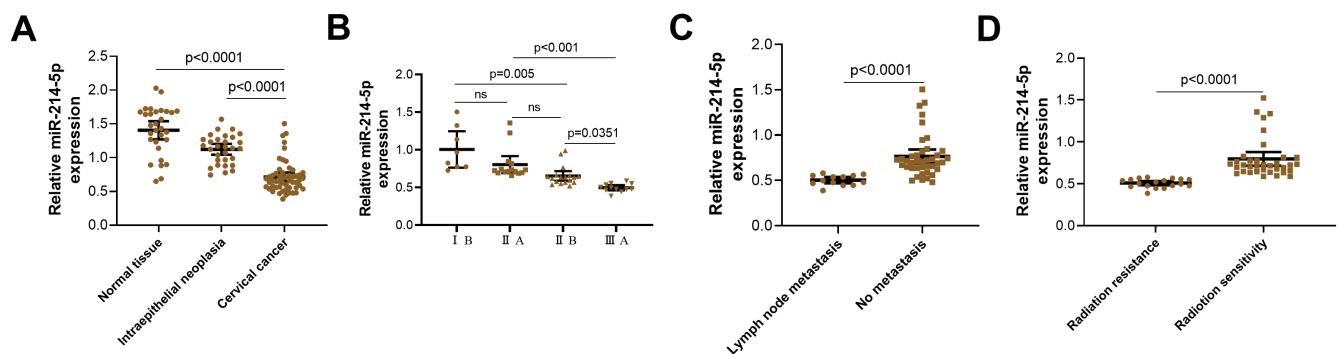 A
Relative miR-214-5p
expression
2.5
2.0
1.5
1.0
0.5
0.0
p<0.0001
p<0.0001
Normal tissue
Intraepithelial neoplasia
Cervical cancer
B
Relative miR-214-5p
expression
2.0
1.5
1.0
0.5
0.0
p<0.001
p=0.005
ns
ns
p=0.0351
Ⅰ B
Ⅱ A
Ⅱ B
Ⅲ A
C
Relative miR-214-5p
expression
2.0
1.5
1.0
0.5
0.0
p<0.0001
Lymph node metastasis
No metastasis
D
Relative miR-214-5p
expression
2.0
1.5
1.0
0.5
0.0
p<0.0001
Radiation resistance
Radiotion sensitivity